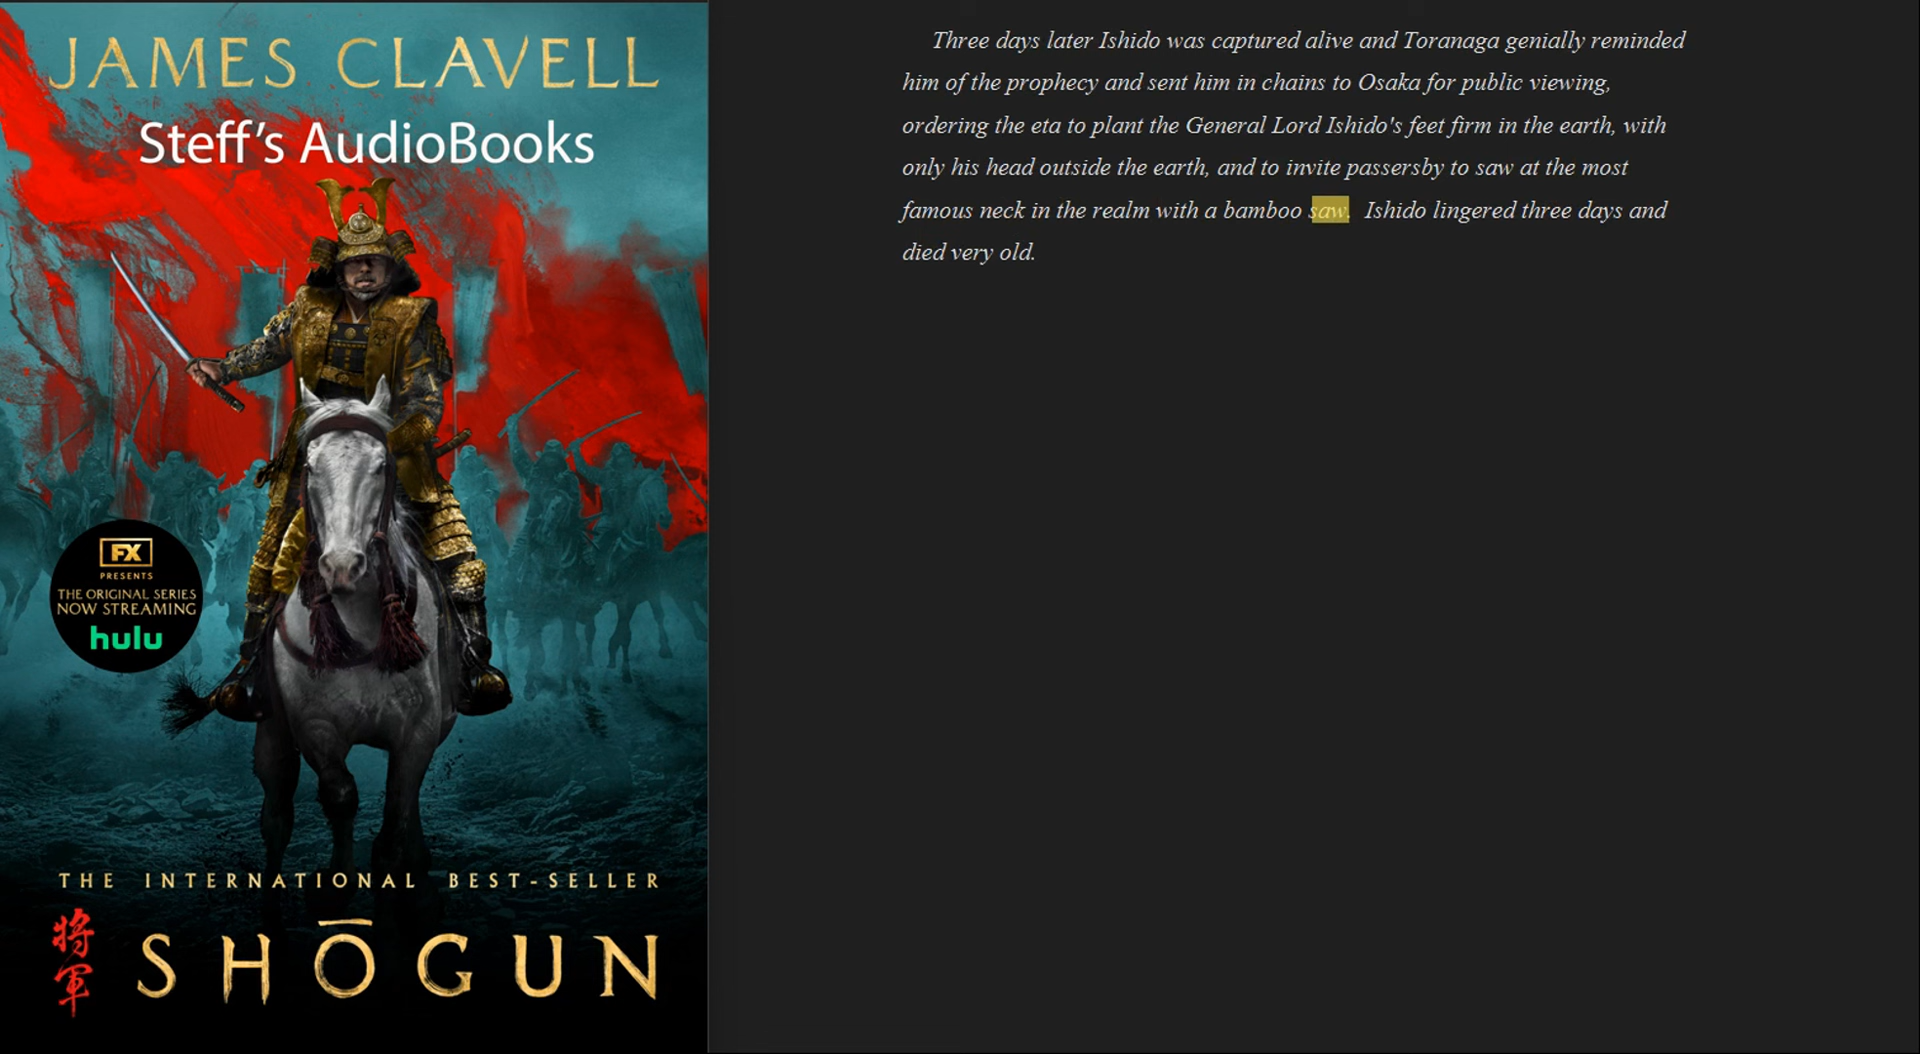 JAMES CLAVELL
Steff's AudioBooks
FX
PRESENTS
THE ORIGINAL SERIES
NOW STREAMING
hulu
THE INTERNATIONAL BEST-SELLER
将軍
SHŌGUN
Three days later Ishido was captured alive and Toranaga genially reminded
him of the prophecy and sent him in chains to Osaka for public viewing,
ordering the eta to plant the General Lord Ishido's feet firm in the earth, with
only his head outside the earth, and to invite passersby to saw at the most
famous neck in the realm with a bamboo saw. Ishido lingered three days and
died very old.